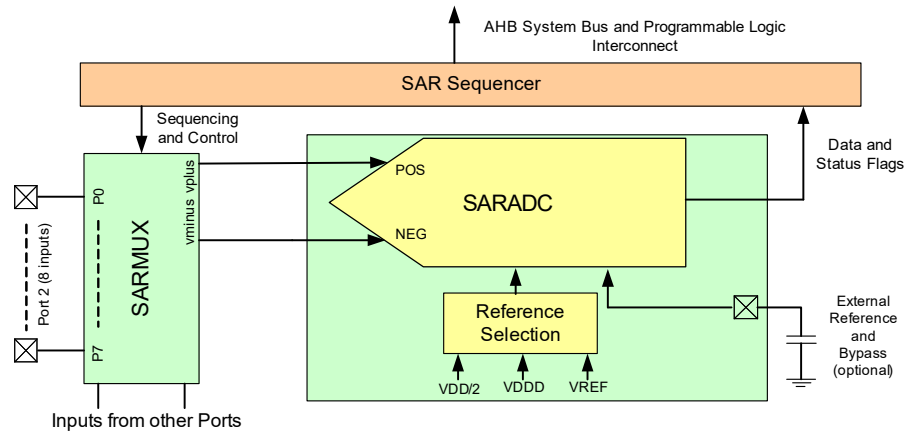 AHB System Bus and Programmable Logic
Interconnect
SAR Sequencer
Sequencing
and Control
Data and
Status Flags
vminus vplus
P0
POS
SARADC
NEG
SARMUX
Port 2 (8 inputs)
P7
Reference
Selection
External
Reference
and
Bypass
(optional)
VDD/2
VDDD
VREF
Inputs from other Ports